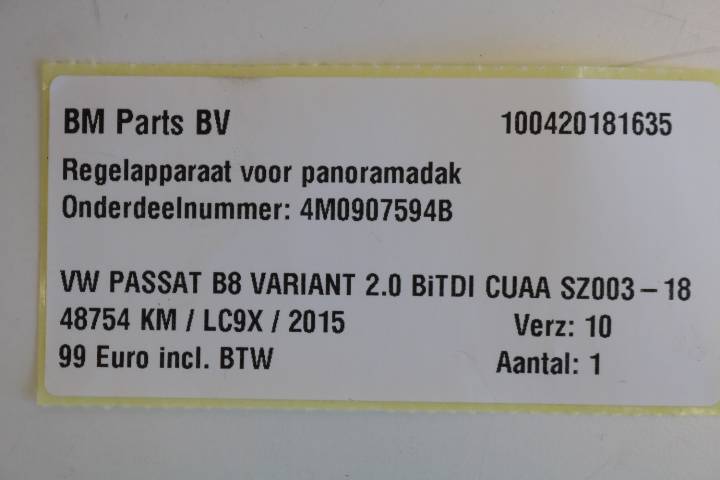 BM Parts BV 100420181635
Regelapparaat voor panoramadak
Onderdeelnummer: 4M0907594B
VW PASSAT B8 VARIANT 2.0 BiTDI CUAA SZ003-18
48754 KM / LC9X / 2015 Verz: 10
99 Euro incl. BTW Aantal: 1